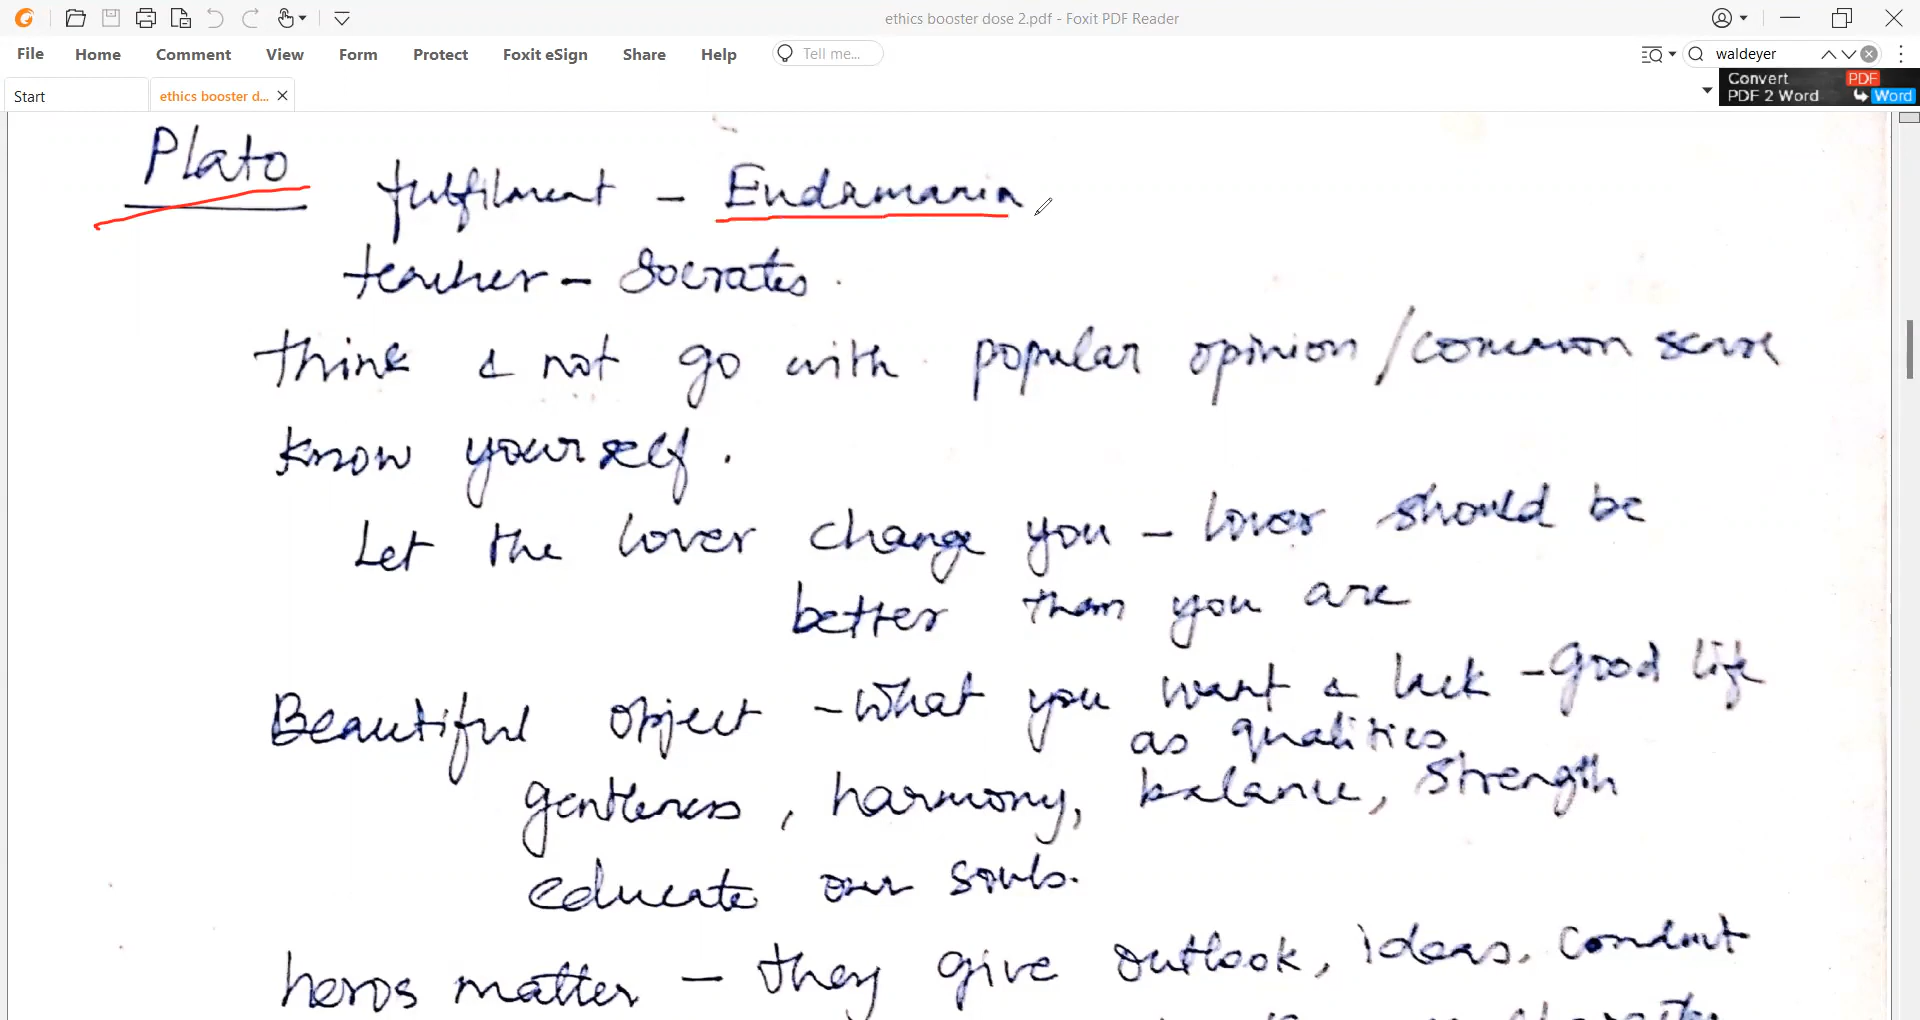 ethics booster dose 2.pdf - Foxit PDF Reader
File Home Comment View Form Protect Foxit eSign Share Help Tell me... waldeyer
Convert PDF
PDF 2 Word Word
Start ethics booster d...
Plato
fulfilment - Endamania
teacher - Socrates.
think & not go with popular opinion / common sense
know yourself.
Let the lover change you - lover should be
better than you are
Beautiful object - what you want & lack - Good life
as qualities
gentleness, harmony, balance, strength
educate our souls.
heros matter - they give outlook, ideas, conduct